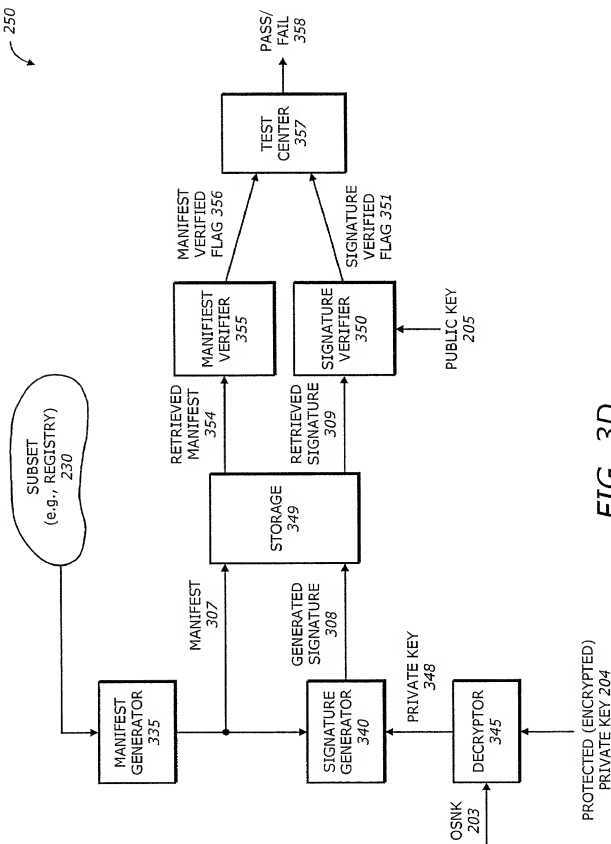 250
SUBSET
(e.g., REGISTRY)
230
MANIFEST
GENERATOR
335
MANIFEST
307
SIGNATURE
GENERATOR
340
GENERATED
SIGNATURE
308
PRIVATE KEY
348
DECRYPTOR
345
OSNK
203
PROTECTED (ENCRYPTED)
PRIVATE KEY 204
STORAGE
349
RETRIEVED
MANIFEST
354
RETRIEVED
SIGNATURE
309
MANIFIEST
VERIFIER
355
SIGNATURE
VERIFIER
350
PUBLIC KEY
205
MANIFEST
VERIFIED
FLAG 356
SIGNATURE
VERIFIED
FLAG 351
TEST
CENTER
357
PASS/
FAIL
358
FIG. 3D